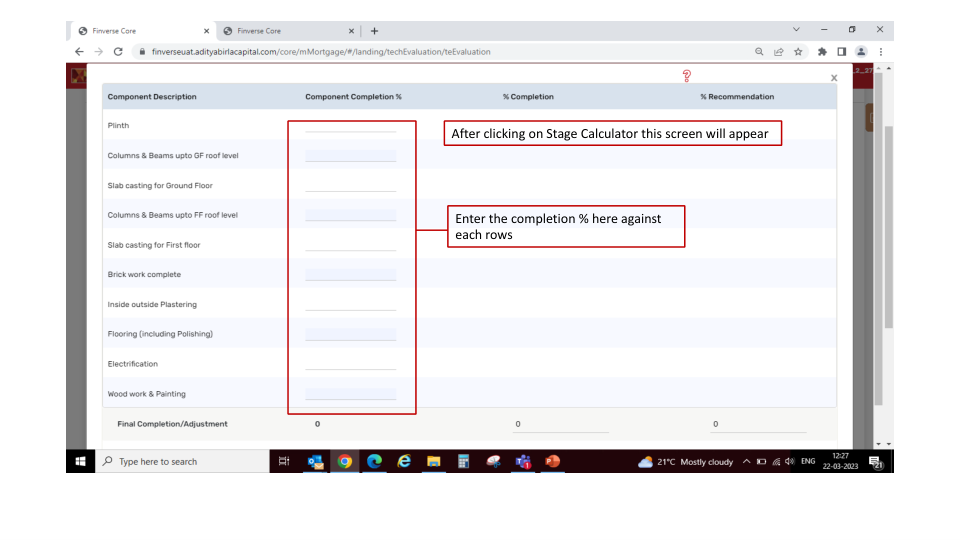 Finverse Core
Finverse Core
finverseuat.adityabirlacapital.com/core/mMortgage/#/landing/techEvaluation/teEvaluation
Component Description Component Completion % % Completion % Recommendation
Plinth
After clicking on Stage Calculator this screen will appear
Columns & Beams upto GF roof level
Slab casting for Ground Floor
Columns & Beams upto FF roof level
Enter the completion % here against
each rows
Slab casting for First floor
Brick work complete
Inside outside Plastering
Flooring (including Polishing)
Electrification
Wood work & Painting
Final Completion/Adjustment 0 0 0
Type here to search
21°C Mostly cloudy
ENG
12:27
22-03-2023